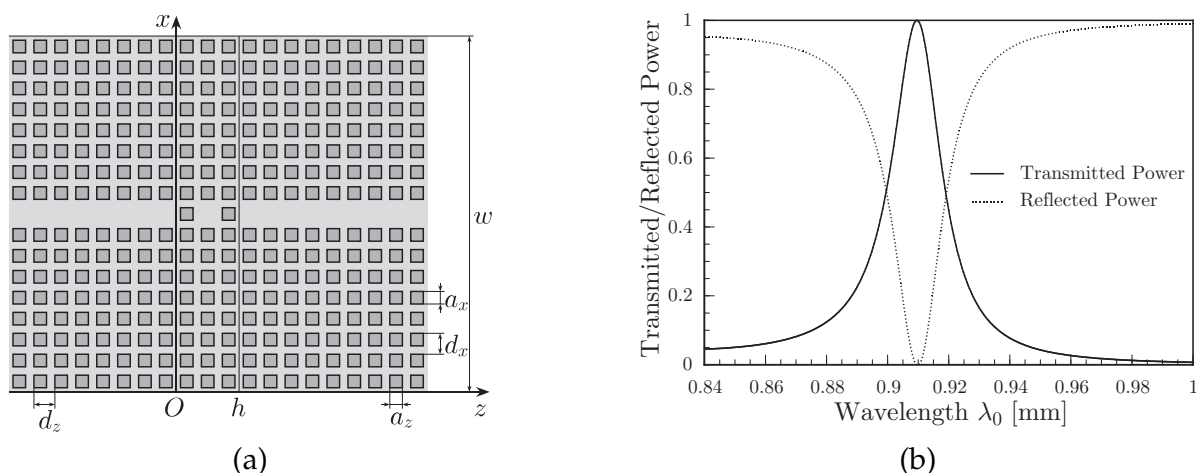 x
w
a_x
d_x
O
h
z
d_z
a_z
(a)
Transmitted/Reflected Power
1
0.8
0.6
0.4
0.2
0
Transmitted Power
Reflected Power
0.84 0.86 0.88 0.9 0.92 0.94 0.96 0.98 1
Wavelength λ_0 [mm]
(b)